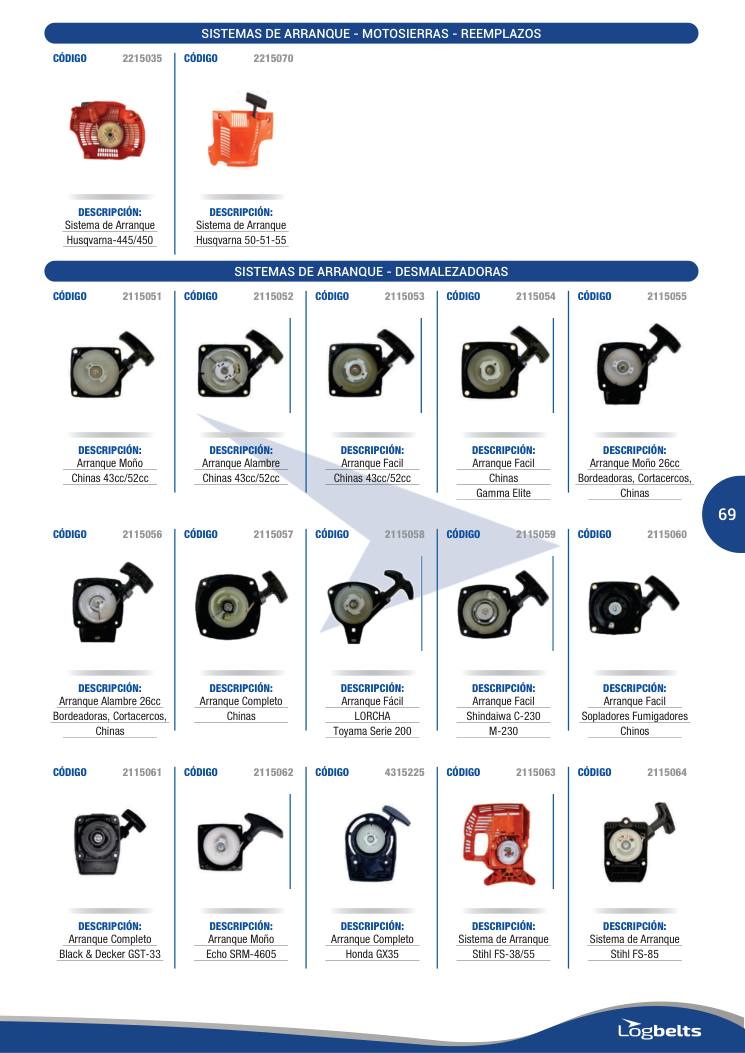 SISTEMAS DE ARRANQUE - MOTOSIERRAS - REEMPLAZOS
CÓDIGO 2215035
CÓDIGO 2215070
DESCRIPCIÓN:
Sistema de Arranque
Husqvarna-445/450
DESCRIPCIÓN:
Sistema de Arranque
Husqvarna 50-51-55
SISTEMAS DE ARRANQUE - DESMALEZADORAS
CÓDIGO 2115051
CÓDIGO 2115052
CÓDIGO 2115053
CÓDIGO 2115054
CÓDIGO 2115055
DESCRIPCIÓN:
Arranque Moño
Chinas 43cc/52cc
DESCRIPCIÓN:
Arranque Alambre
Chinas 43cc/52cc
DESCRIPCIÓN:
Arranque Facil
Chinas 43cc/52cc
DESCRIPCIÓN:
Arranque Facil
Chinas
Gamma Elite
DESCRIPCIÓN:
Arranque Moño 26cc
Bordeadoras, Cortacercos,
Chinas
69
CÓDIGO 2115056
CÓDIGO 2115057
CÓDIGO 2115058
CÓDIGO 2115059
CÓDIGO 2115060
DESCRIPCIÓN:
Arranque Alambre 26cc
Bordeadoras, Cortacercos,
Chinas
DESCRIPCIÓN:
Arranque Completo
Chinas
DESCRIPCIÓN:
Arranque Fácil
LORCHA
Toyama Serie 200
DESCRIPCIÓN:
Arranque Facil
Shindaiwa C-230
M-230
DESCRIPCIÓN:
Arranque Facil
Sopladores Fumigadores
Chinos
CÓDIGO 2115061
CÓDIGO 2115062
CÓDIGO 4315225
CÓDIGO 2115063
CÓDIGO 2115064
DESCRIPCIÓN:
Arranque Completo
Black & Decker GST-33
DESCRIPCIÓN:
Arranque Moño
Echo SRM-4605
DESCRIPCIÓN:
Arranque Completo
Honda GX35
DESCRIPCIÓN:
Sistema de Arranque
Stihl FS-38/55
DESCRIPCIÓN:
Sistema de Arranque
Stihl FS-85
Logbelts